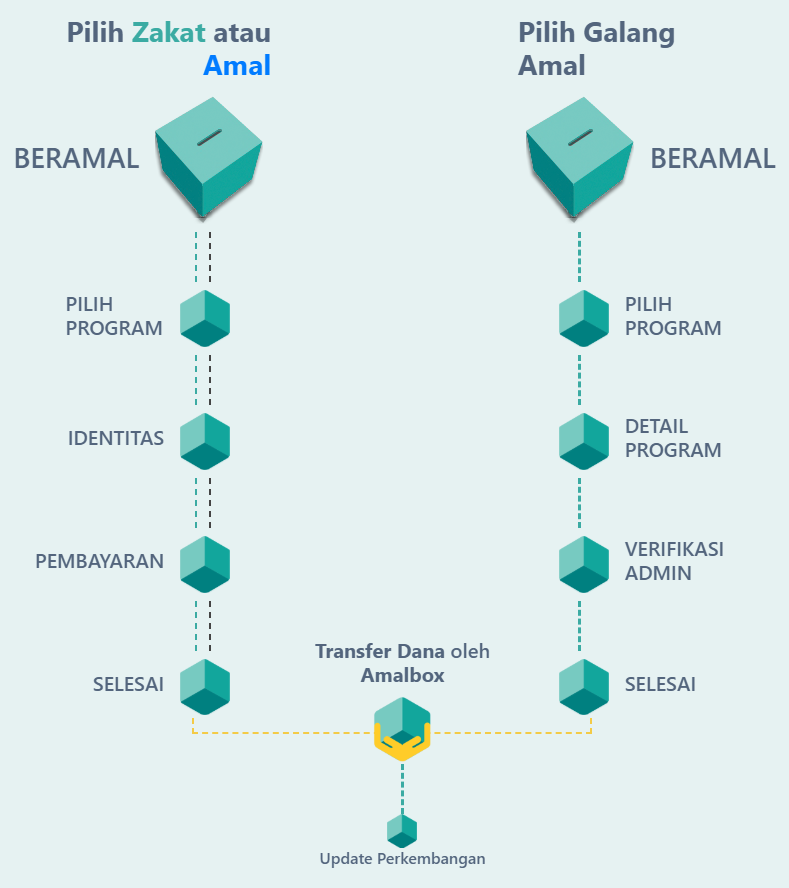 Pilih Zakat atau
Amal
BERAMAL
PILIH
PROGRAM
IDENTITAS
PEMBAYARAN
SELESAI
Pilih Galang
Amal
BERAMAL
PILIH
PROGRAM
DETAIL
PROGRAM
VERIFIKASI
ADMIN
SELESAI
Transfer Dana oleh
Amalbox
Update Perkembangan